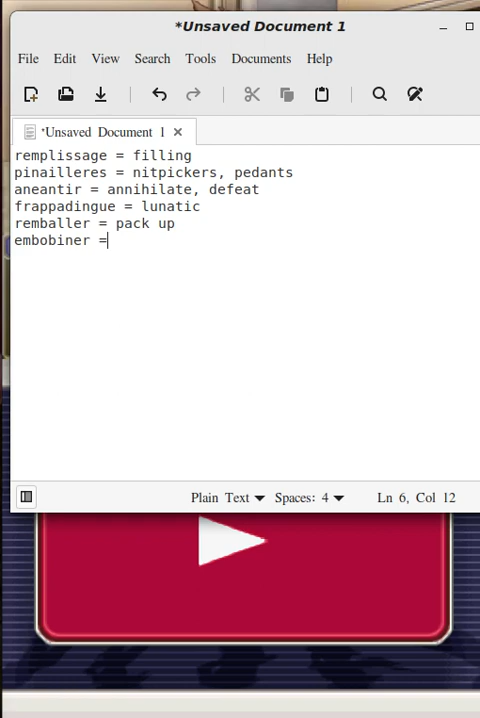 *Unsaved Document 1
File Edit View Search Tools Documents Help
*Unsaved Document 1
remplissage = filling
pinailleres = nitpickers, pedants
aneantir = annihilate, defeat
frappadingue = lunatic
remballer = pack up
embobiner =
Plain Text Spaces: 4 Ln 6, Col 12